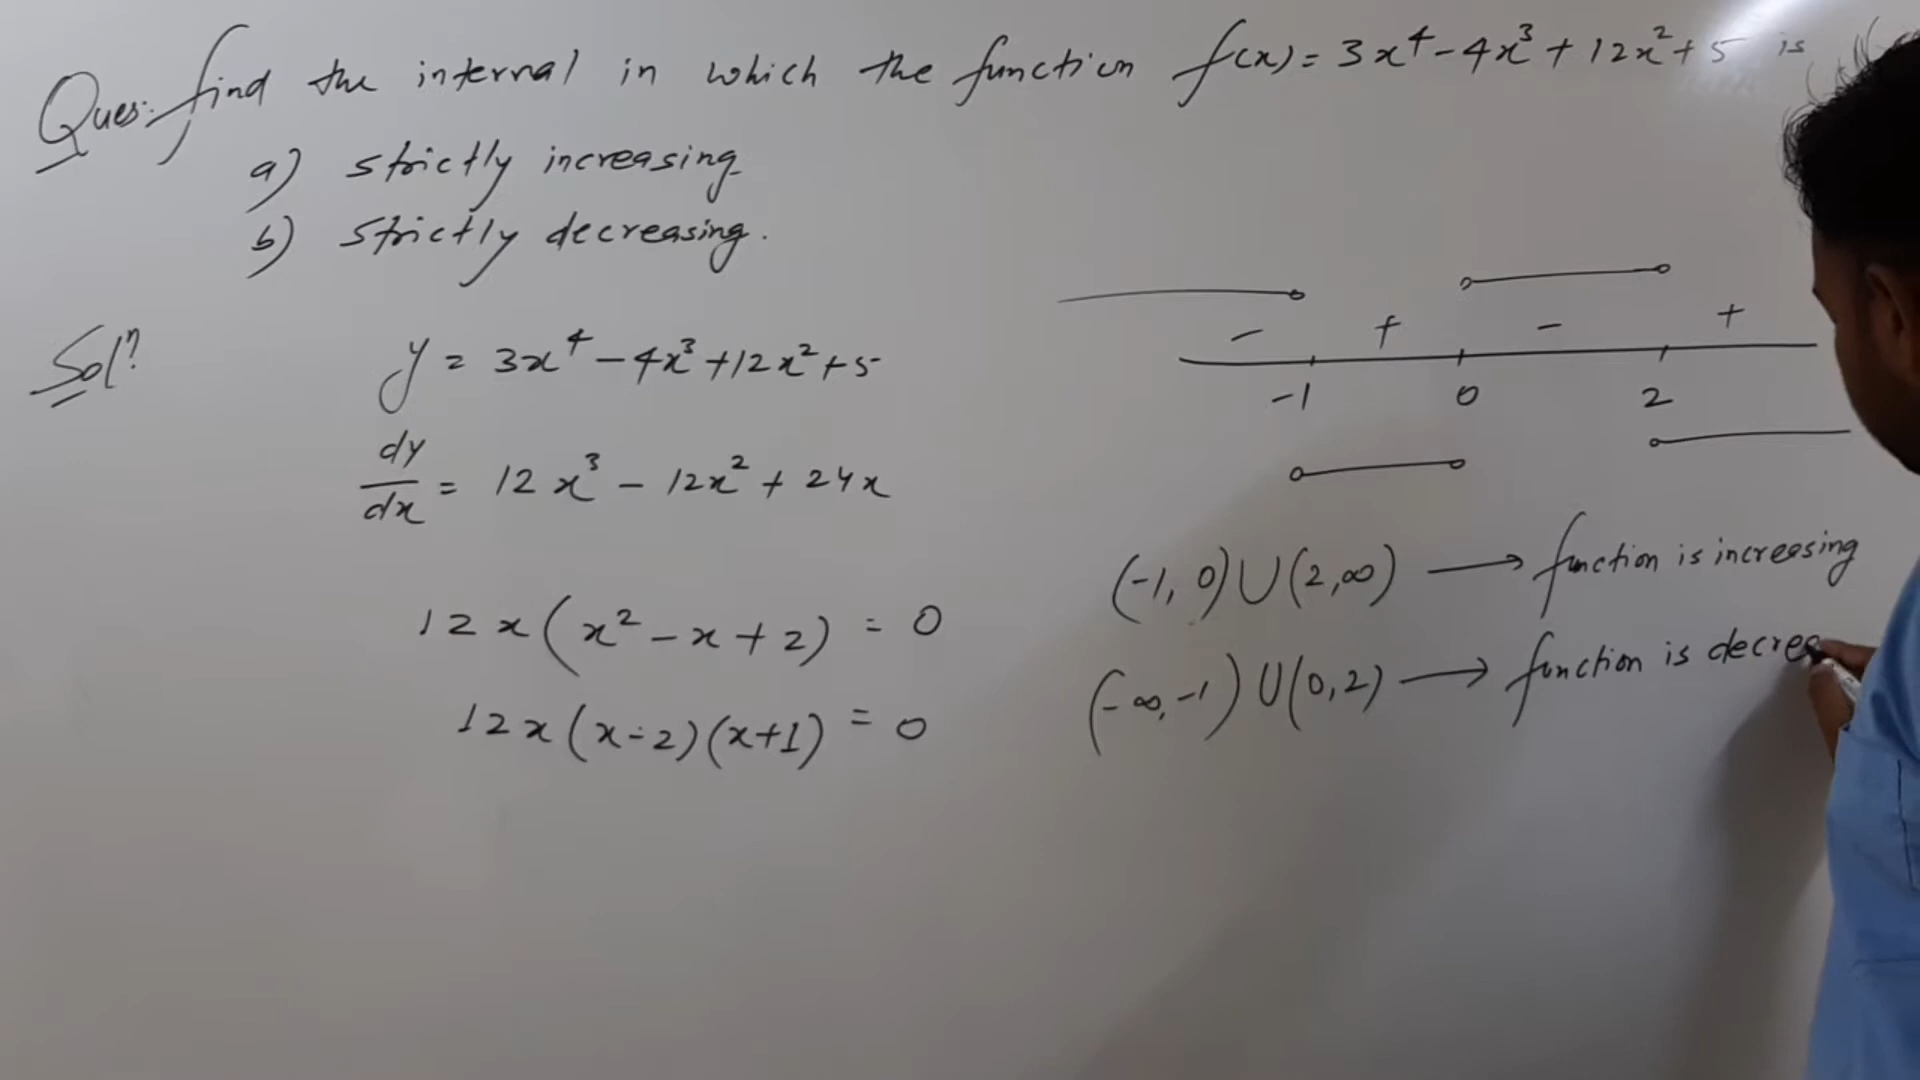 Ques:- find the interval in which the function f(x) = 3x⁴ - 4x³ + 12x² + 5 is
a) strictly increasing
b) strictly decreasing.
Solⁿ
y = 3x⁴ - 4x³ + 12x² + 5
dy/dx = 12x³ - 12x² + 24x
12x(x² - x + 2) = 0
12x(x-2)(x+1) = 0
- + - +
-1 0 2
(-1, 0) ∪ (2, ∞) → function is increasing
(-∞, -1) ∪ (0, 2) → function is decreas